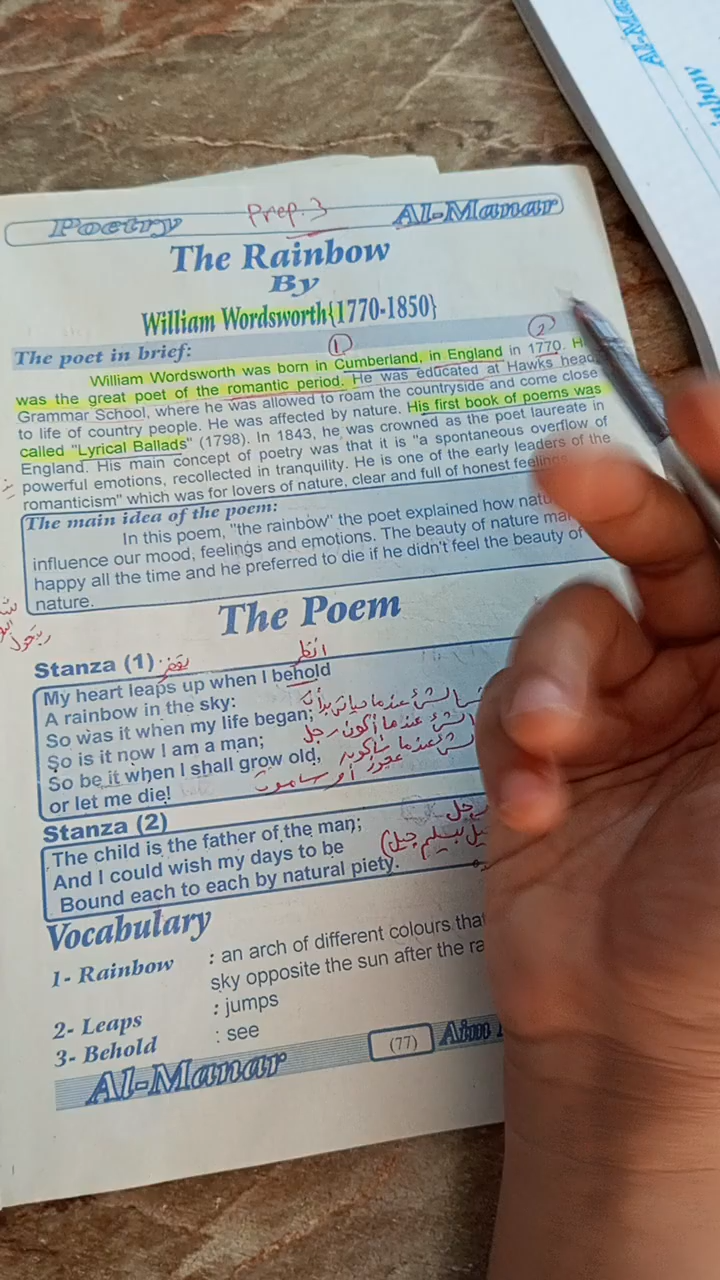 Al-Ma
Poetry
Prep.3
Al-Manar
The Rainbow
By
William Wordsworth{1770-1850}
1
2
The poet in brief:
William Wordsworth was born in Cumberland, in England in 1770. H
was the great poet of the romantic period. He was educated at Hawks head
Grammar School, where he was allowed to roam the countryside and come close
to life of country people. He was affected by nature. His first book of poems was
called "Lyrical Ballads" (1798). In 1843, he was crowned as the poet laureate in
England. His main concept of poetry was that it is "a spontaneous overflow of
powerful emotions, recollected in tranquility. He is one of the early leaders of the
romanticism" which was for lovers of nature, clear and full of honest feelings
The main idea of the poem:
In this poem, "the rainbow" the poet explained how natu
influence our mood, feelings and emotions. The beauty of nature ma
happy all the time and he preferred to die if he didn't feel the beauty of
nature.
The Poem
Stanza (1)
يقفز
انظر
My heart leaps up when I behold
A rainbow in the sky:
So was it when my life began;
So is it now I am a man;
So be it when I shall grow old,
or let me die!
Stanza (2)
The child is the father of the man;
And I could wish my days to be
Bound each to each by natural piety.
Vocabulary
1- Rainbow : an arch of different colours tha
sky opposite the sun after the ra
2- Leaps : jumps
3- Behold : see
Al-Manar
(77)
Aim